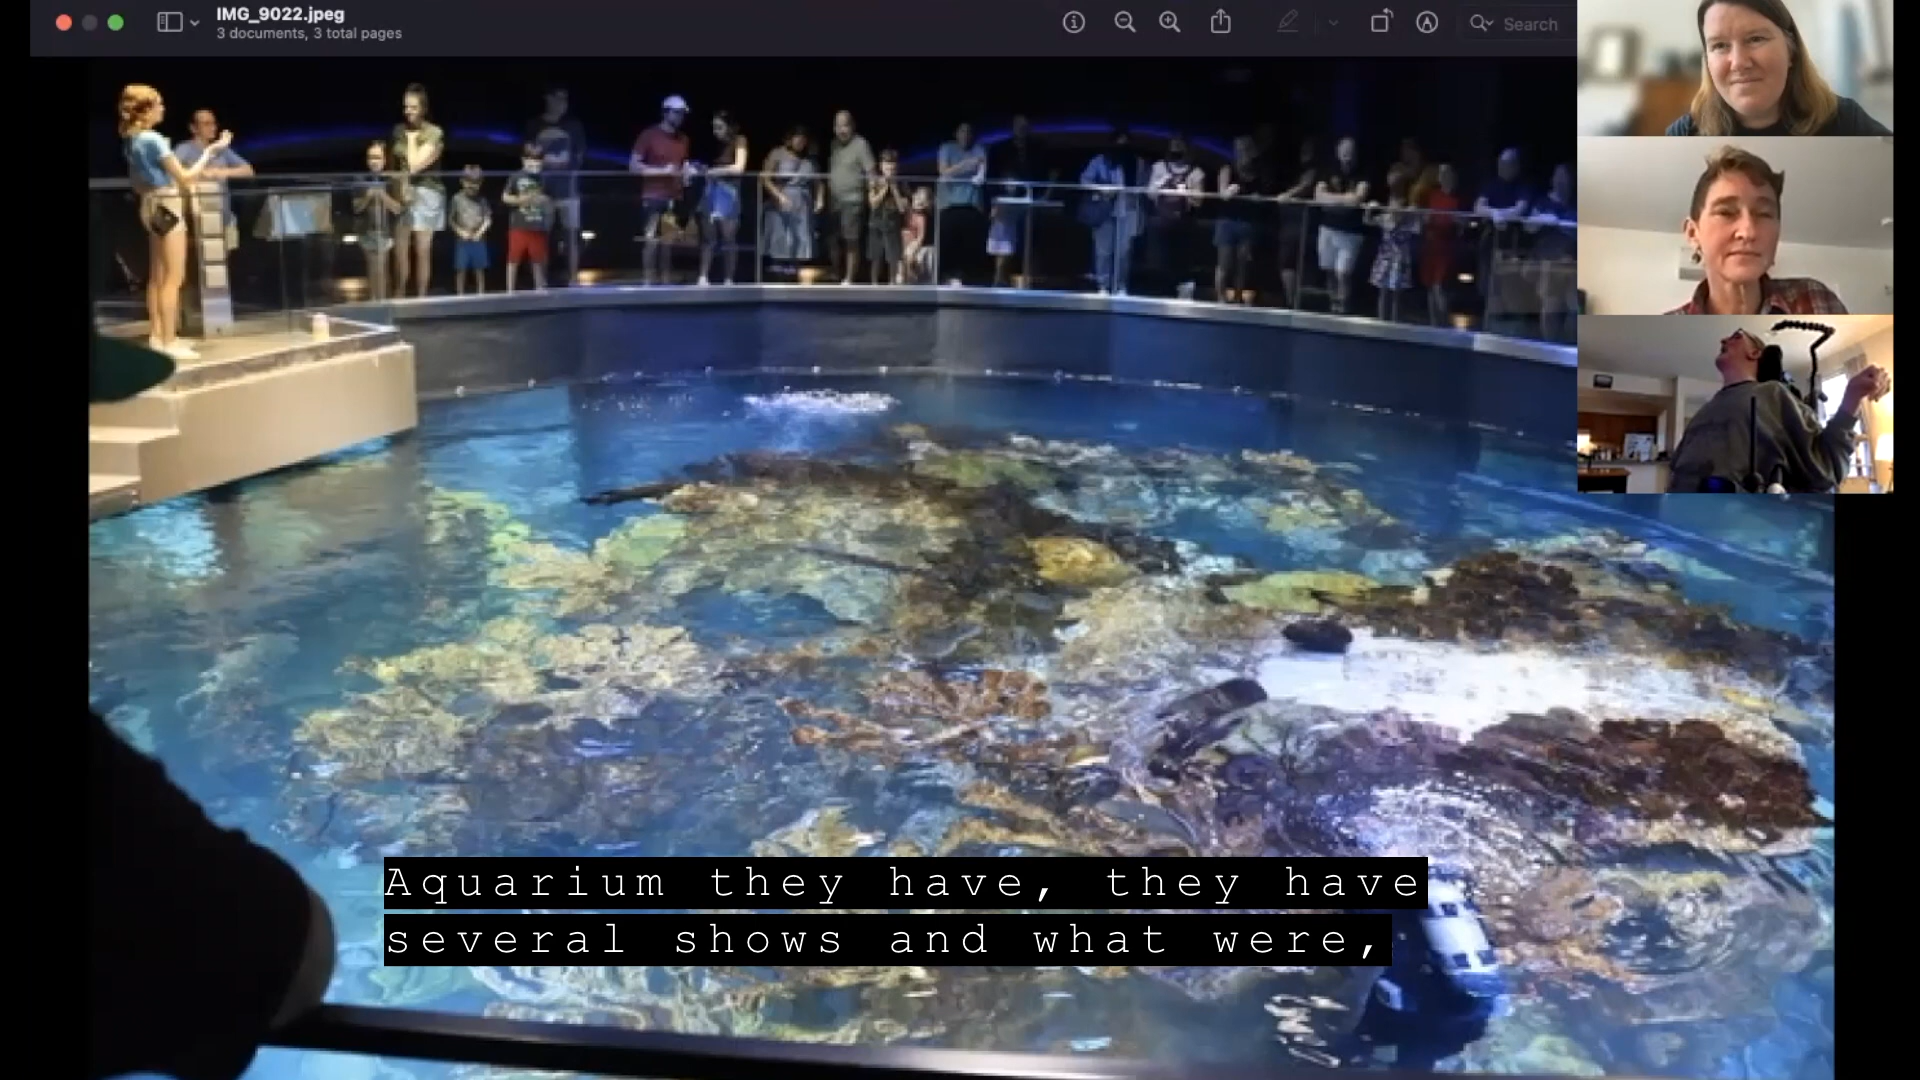 IMG_9022.jpeg
3 documents, 3 total pages
Search
Aquarium they have, they have
several shows and what were,